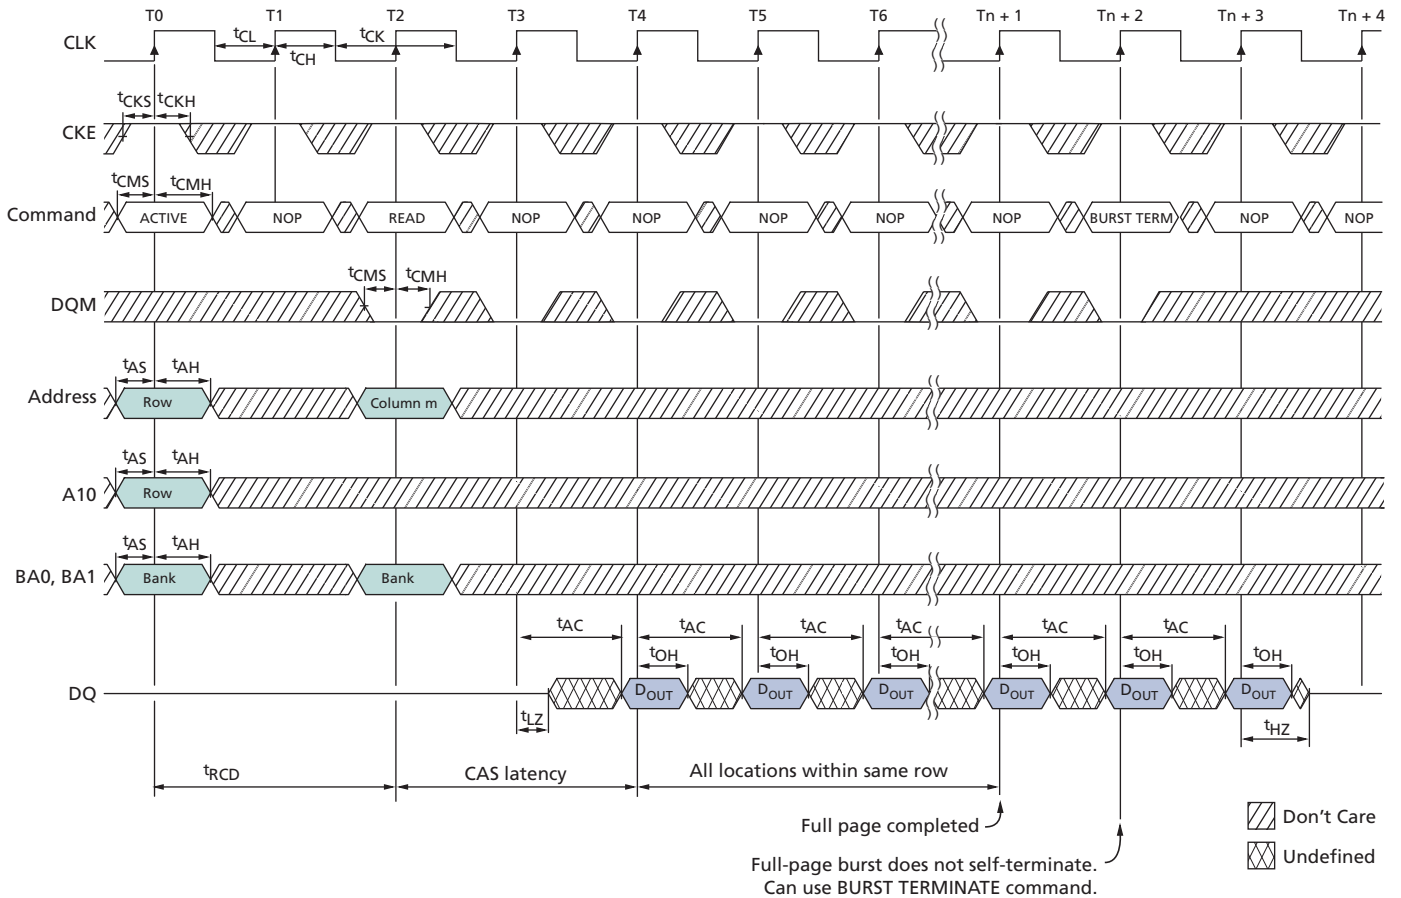 T0 T1 T2 T3 T4 T5 T6 Tn + 1 Tn + 2 Tn + 3 Tn + 4
CLK
tCL tCK
tCH
tCKS tCKH
CKE
tCMS tCMH
Command ACTIVE NOP READ NOP NOP NOP NOP NOP BURST TERM NOP NOP
tCMS tCMH
DQM
tAS tAH
Address Row Column m
tAS tAH
A10 Row
tAS tAH
BA0, BA1 Bank Bank
tAC tAC tAC tAC tAC tAC
tOH tOH tOH tOH tOH tOH
DQ DOUT DOUT DOUT DOUT DOUT DOUT
tLZ tHZ
tRCD CAS latency All locations within same row
Full page completed
Don't Care
Full-page burst does not self-terminate.
Can use BURST TERMINATE command.
Undefined